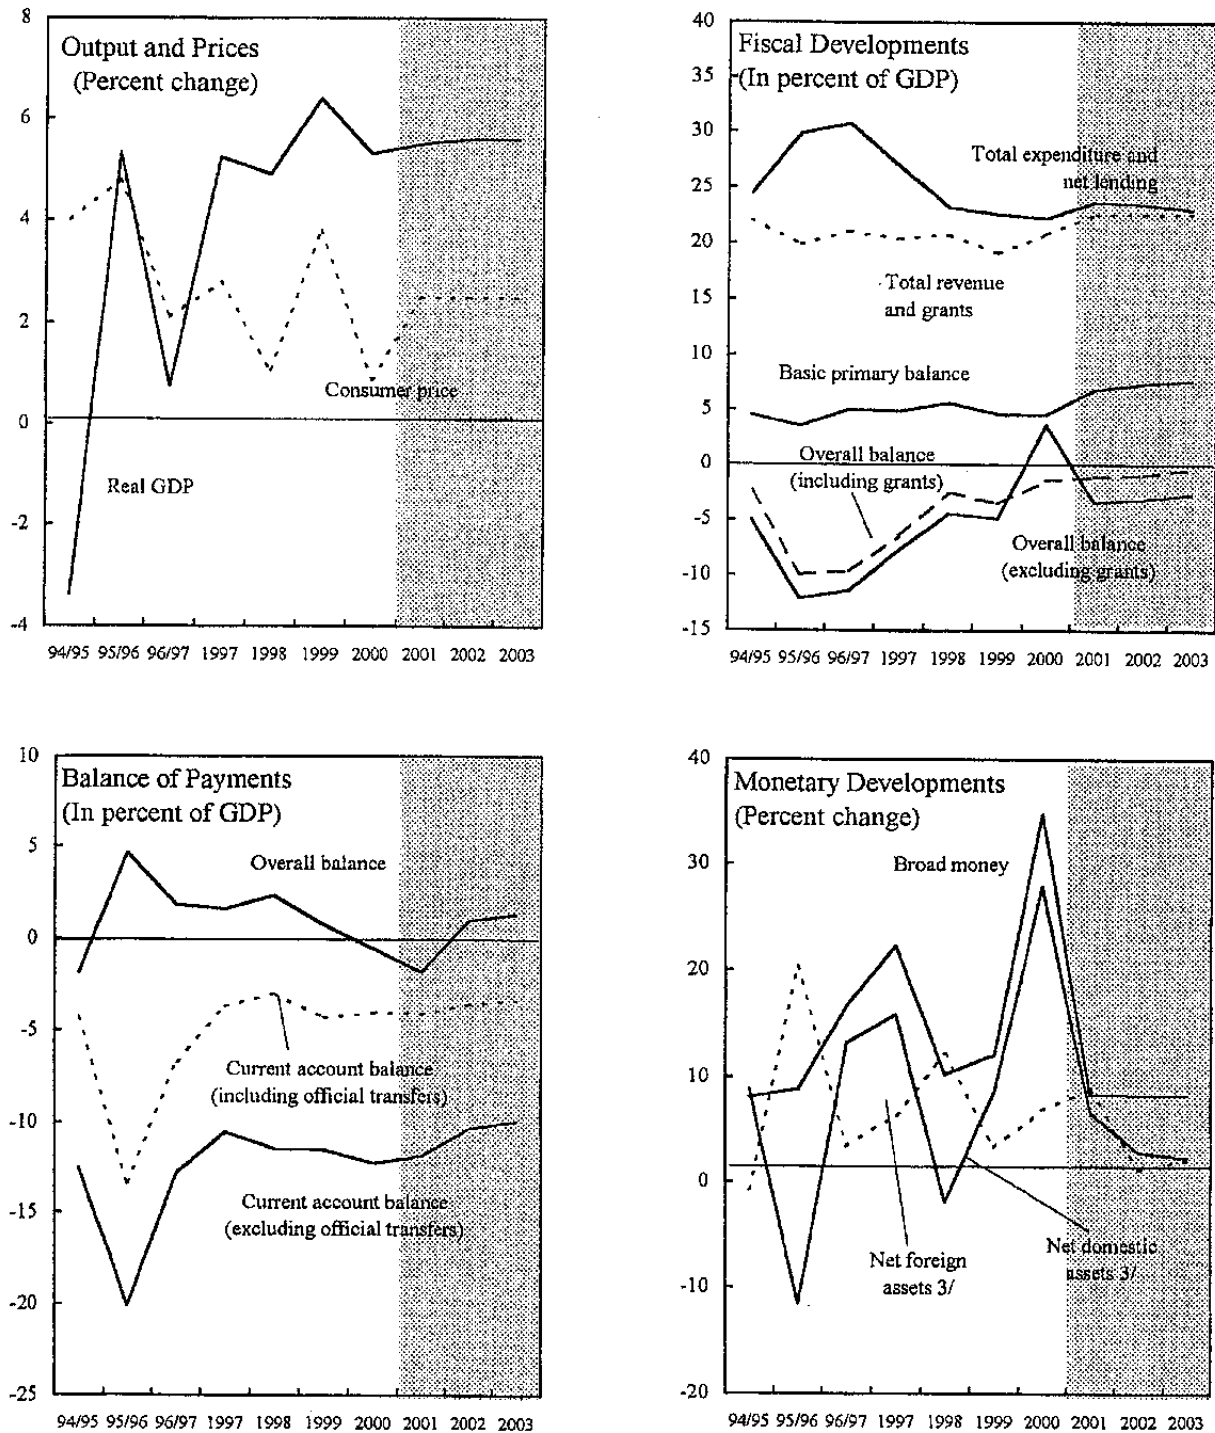 Output and Prices
(Percent change)
8
6
4
2
0
-2
-4
Consumer price
Real GDP
94/95 95/96 96/97 1997 1998 1999 2000 2001 2002 2003
Fiscal Developments
(In percent of GDP)
40
35
30
25
20
15
10
5
0
-5
-10
-15
Total expenditure and
net lending
Total revenue
and grants
Basic primary balance
Overall balance
(including grants)
Overall balance
(excluding grants)
94/95 95/96 96/97 1997 1998 1999 2000 2001 2002 2003
Balance of Payments
(In percent of GDP)
10
5
0
-5
-10
-15
-20
-25
Overall balance
Current account balance
(including official transfers)
Current account balance
(excluding official transfers)
94/95 95/96 96/97 1997 1998 1999 2000 2001 2002 2003
Monetary Developments
(Percent change)
40
30
20
10
0
-10
-20
Broad money
Net foreign
assets 3/
Net domestic
assets 3/
94/95 95/96 96/97 1997 1998 1999 2000 2001 2002 2003